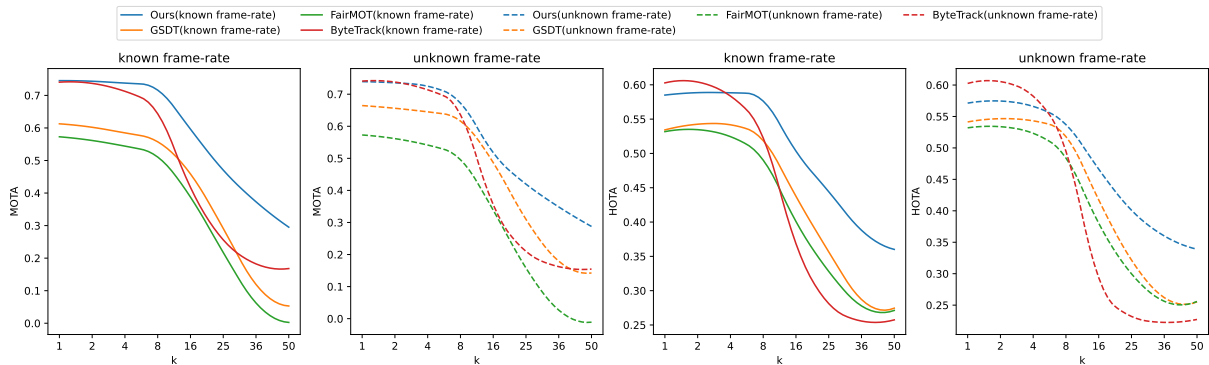 Ours(known frame-rate) FairMOT(known frame-rate) Ours(unknown frame-rate) FairMOT(unknown frame-rate) ByteTrack(unknown frame-rate)
GSDT(known frame-rate) ByteTrack(known frame-rate) GSDT(unknown frame-rate)
known frame-rate
MOTA
0.7
0.6
0.5
0.4
0.3
0.2
0.1
0.0
1 2 4 8 16 25 36 50
k
unknown frame-rate
MOTA
0.7
0.6
0.5
0.4
0.3
0.2
0.1
0.0
1 2 4 8 16 25 36 50
k
known frame-rate
HOTA
0.60
0.55
0.50
0.45
0.40
0.35
0.30
0.25
1 2 4 8 16 25 36 50
k
unknown frame-rate
HOTA
0.60
0.55
0.50
0.45
0.40
0.35
0.30
0.25
1 2 4 8 16 25 36 50
k